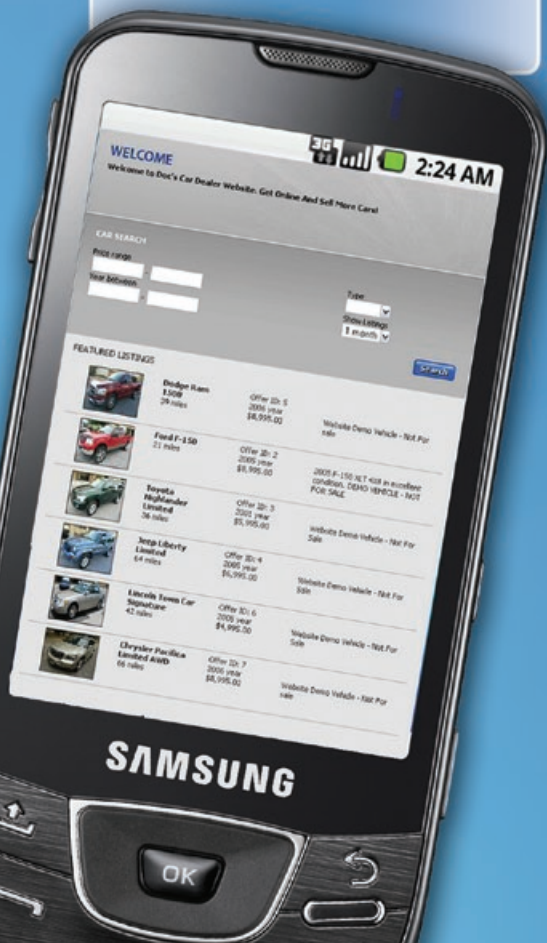 3G 2:24 AM
WELCOME
Welcome to Doc's Car Dealer Website. Get Online And Sell More Cars!
CAR SEARCH
Price range
-
Year between
-
Type
Show Listings
1 month
Search
FEATURED LISTINGS
Dodge Ram
1500
29 miles
Offer ID: 5
2006 year
$8,995.00
Website Demo Vehicle - Not For
sale
Ford F-150
21 miles
Offer ID: 2
2005 year
$8,995.00
2005 F-150 XLT 4x4 in excellent
condition. DEMO VEHICLE - NOT
FOR SALE
Toyota
Highlander
Limited
36 miles
Offer ID: 3
2001 year
$5,995.00
Website Demo Vehicle - Not For
Sale
Jeep Liberty
Limited
64 miles
Offer ID: 4
2005 year
$6,995.00
Website Demo Vehicle - Not For
Sale
Lincoln Town Car
Signature
42 miles
Offer ID: 6
2005 year
$4,995.00
Website Demo Vehicle - Not For
Sale
Chrysler Pacifica
Limited AWD
66 miles
Offer ID: 7
2006 year
$8,995.00
Website Demo Vehicle - Not For
sale
SAMSUNG
OK